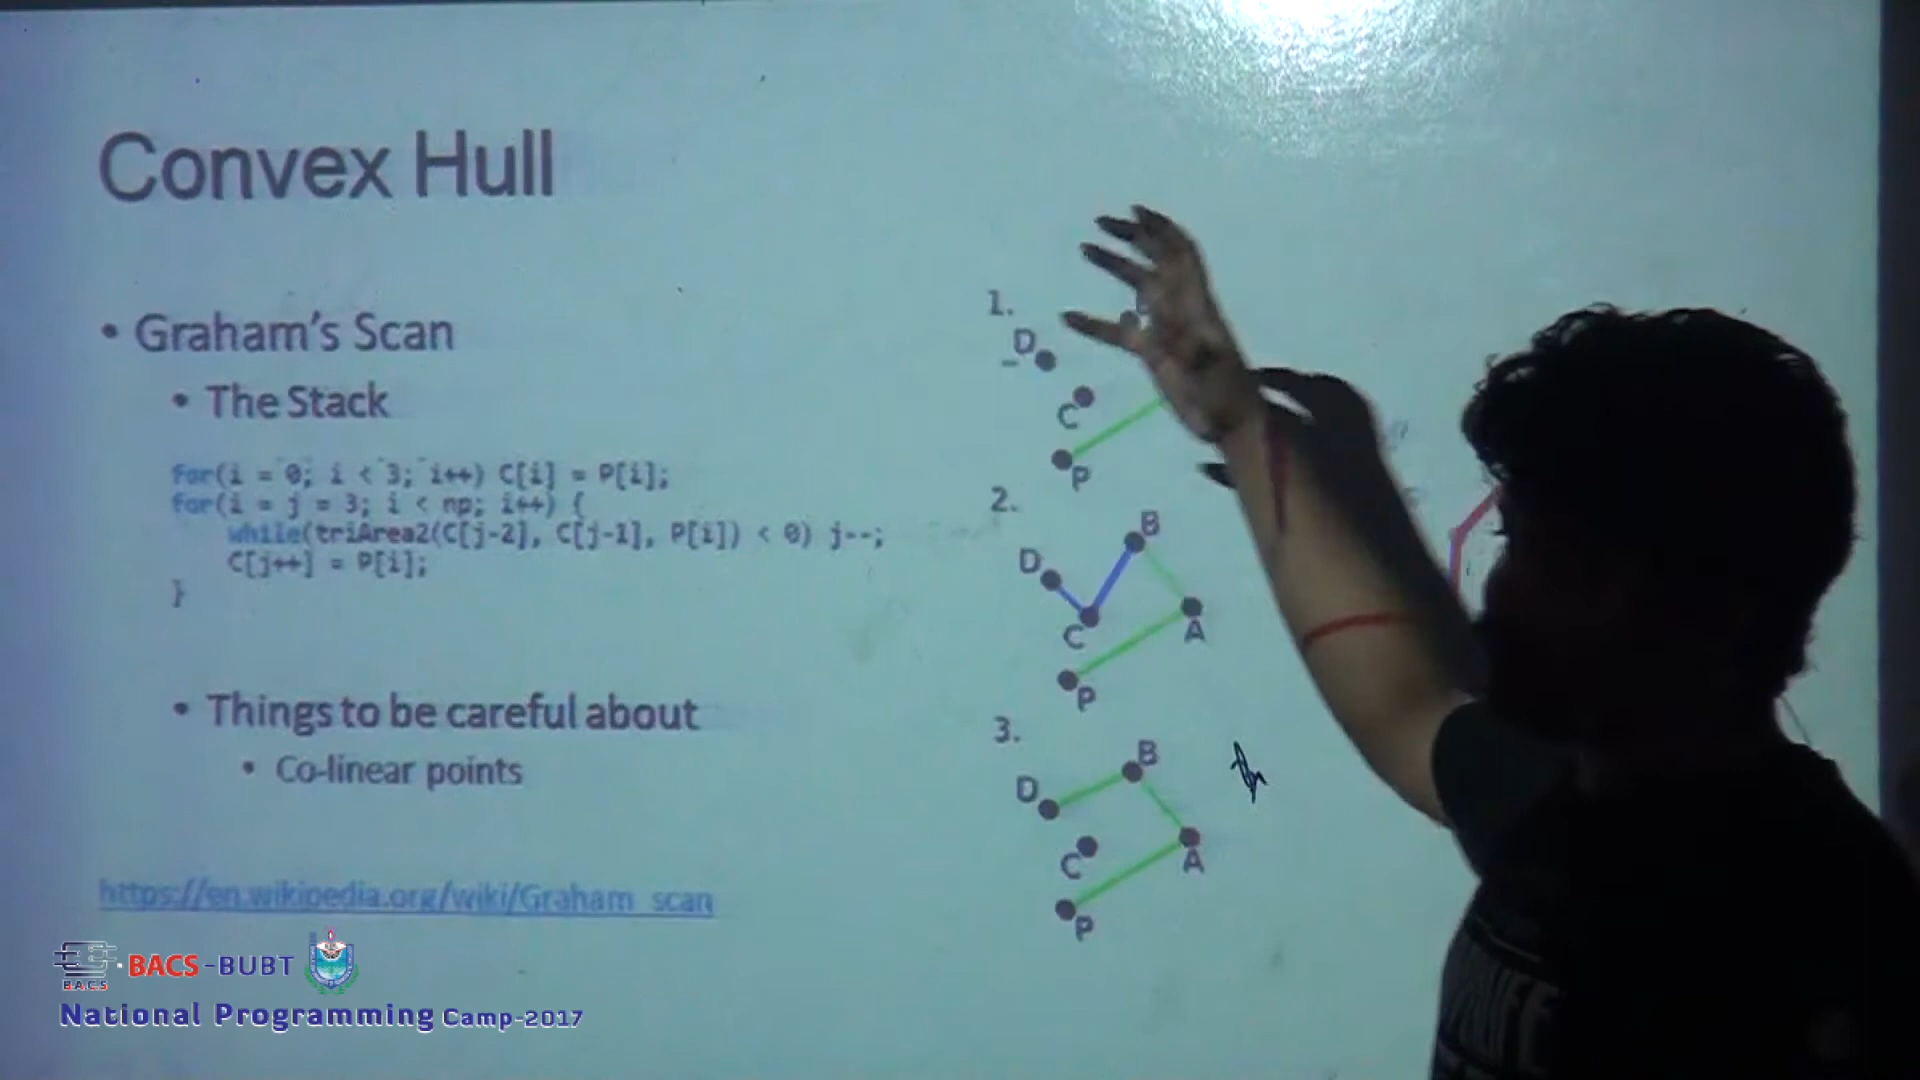 Convex Hull
• Graham's Scan
• The Stack
for(i = 0; i < 3; i++) C[i] = P[i];
for(i = j = 3; i < np; i++) {
while(triArea2(C[j-2], C[j-1], P[i]) < 0) j--;
C[j++] = P[i];
}
• Things to be careful about
• Co-linear points
https://en.wikipedia.org/wiki/Graham_scan
1.
D
C
P
2.
B
D
C
A
P
3.
B
D
C
A
P
B.A.C.S
BACS-BUBT
National Programming Camp-2017